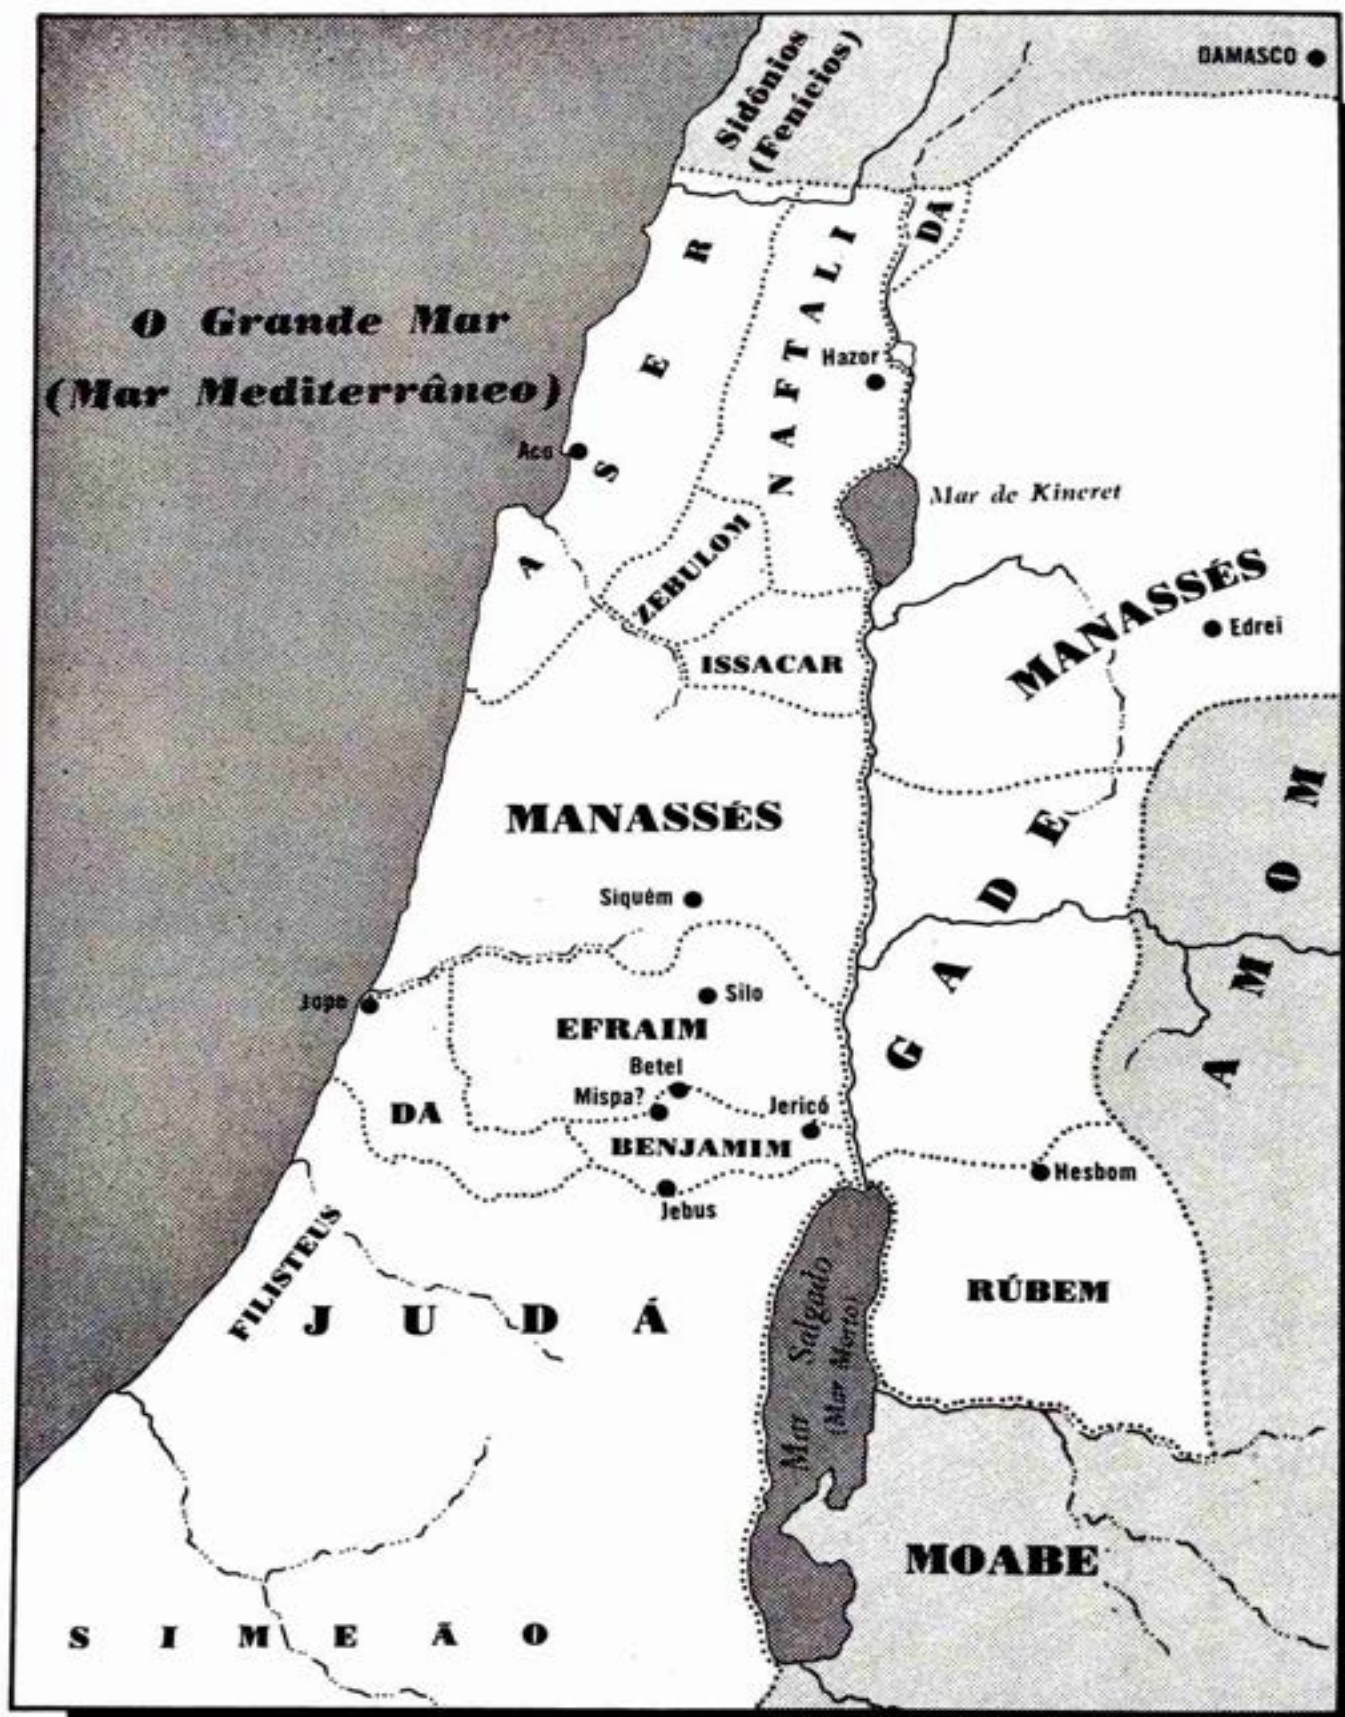 DAMASCO
Sidônios
(Fenícios)
DÃ
ASER
NAFTALI
O Grande Mar
(Mar Mediterrâneo)
Hazor
Aco
Mar de Kineret
ZEBULOM
MANASSÉS
Edrei
ISSACAR
MANASSÉS
GADE
AMOM
Siquém
Jope
Silo
EFRAIM
Betel
Mispa?
Jericó
DÃ
BENJAMIM
Hesbom
Jebus
FILISTEUS
JUDÁ
RÚBEM
Mar Salgado
(Mar Morto)
MOABE
SIMEÃO